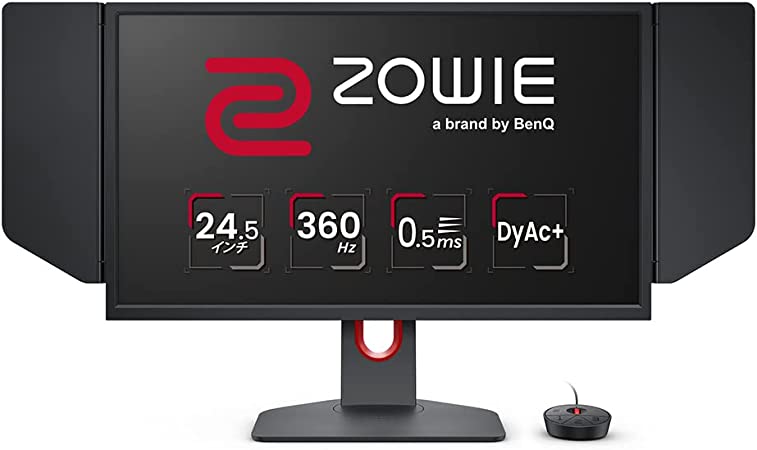 ZOWIE
a brand by BenQ
24.5
インチ
360
Hz
0.5ms
DyAc+